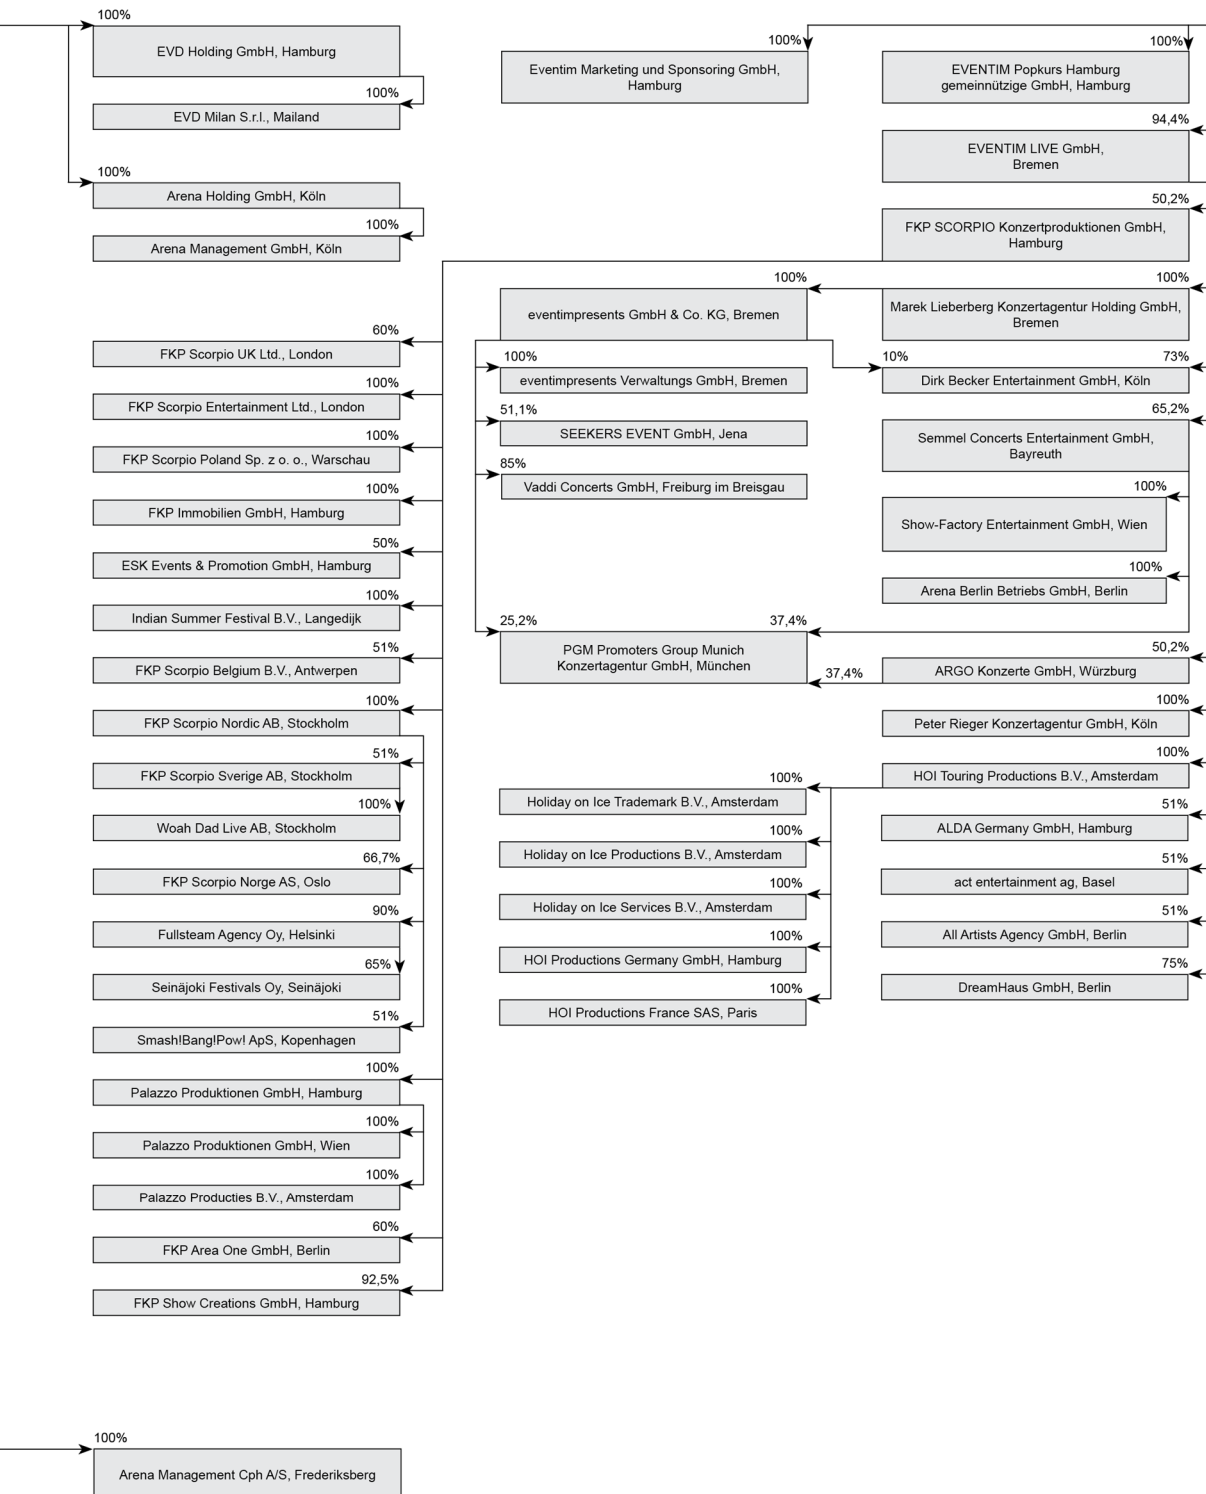 100%
EVD Holding GmbH, Hamburg
100%
EVD Milan S.r.l., Mailand
100%
Arena Holding GmbH, Köln
100%
Arena Management GmbH, Köln
60%
FKP Scorpio UK Ltd., London
100%
FKP Scorpio Entertainment Ltd., London
100%
FKP Scorpio Poland Sp. z o. o., Warschau
100%
FKP Immobilien GmbH, Hamburg
50%
ESK Events & Promotion GmbH, Hamburg
100%
Indian Summer Festival B.V., Langedijk
51%
FKP Scorpio Belgium B.V., Antwerpen
100%
FKP Scorpio Nordic AB, Stockholm
51%
FKP Scorpio Sverige AB, Stockholm
100%
Woah Dad Live AB, Stockholm
66,7%
FKP Scorpio Norge AS, Oslo
90%
Fullsteam Agency Oy, Helsinki
65%
Seinäjoki Festivals Oy, Seinäjoki
51%
Smash!Bang!Pow! ApS, Kopenhagen
100%
Palazzo Produktionen GmbH, Hamburg
100%
Palazzo Produktionen GmbH, Wien
100%
Palazzo Producties B.V., Amsterdam
60%
FKP Area One GmbH, Berlin
92,5%
FKP Show Creations GmbH, Hamburg
100%
Arena Management Cph A/S, Frederiksberg
100%
Eventim Marketing und Sponsoring GmbH,
Hamburg
100%
eventimpresents GmbH & Co. KG, Bremen
100%
eventimpresents Verwaltungs GmbH, Bremen
51,1%
SEEKERS EVENT GmbH, Jena
85%
Vaddi Concerts GmbH, Freiburg im Breisgau
25,2% 37,4%
PGM Promoters Group Munich
Konzertagentur GmbH, München
37,4%
100%
Holiday on Ice Trademark B.V., Amsterdam
100%
Holiday on Ice Productions B.V., Amsterdam
100%
Holiday on Ice Services B.V., Amsterdam
100%
HOI Productions Germany GmbH, Hamburg
100%
HOI Productions France SAS, Paris
100%
EVENTIM Popkurs Hamburg
gemeinnützige GmbH, Hamburg
94,4%
EVENTIM LIVE GmbH,
Bremen
50,2%
FKP SCORPIO Konzertproduktionen GmbH,
Hamburg
100%
Marek Lieberberg Konzertagentur Holding GmbH,
Bremen
10% 73%
Dirk Becker Entertainment GmbH, Köln
65,2%
Semmel Concerts Entertainment GmbH,
Bayreuth
100%
Show-Factory Entertainment GmbH, Wien
100%
Arena Berlin Betriebs GmbH, Berlin
50,2%
ARGO Konzerte GmbH, Würzburg
100%
Peter Rieger Konzertagentur GmbH, Köln
100%
HOI Touring Productions B.V., Amsterdam
51%
ALDA Germany GmbH, Hamburg
51%
act entertainment ag, Basel
51%
All Artists Agency GmbH, Berlin
75%
DreamHaus GmbH, Berlin